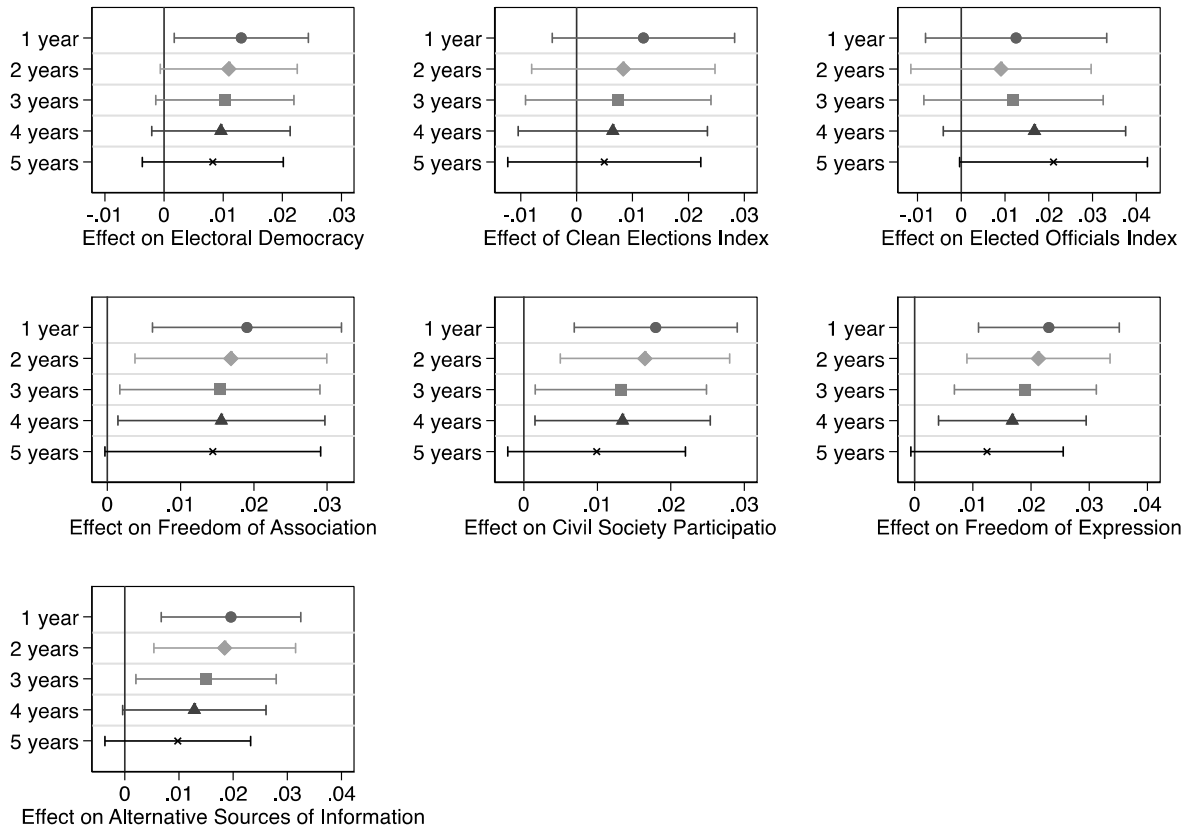 1 year
2 years
3 years
4 years
5 years
-.01 0 .01 .02 .03
Effect on Electoral Democracy
1 year
2 years
3 years
4 years
5 years
-.01 0 .01 .02 .03
Effect of Clean Elections Index
1 year
2 years
3 years
4 years
5 years
-.01 0 .01 .02 .03 .04
Effect on Elected Officials Index
1 year
2 years
3 years
4 years
5 years
0 .01 .02 .03
Effect on Freedom of Association
1 year
2 years
3 years
4 years
5 years
0 .01 .02 .03
Effect on Civil Society Participatio
1 year
2 years
3 years
4 years
5 years
0 .01 .02 .03 .04
Effect on Freedom of Expression
1 year
2 years
3 years
4 years
5 years
0 .01 .02 .03 .04
Effect on Alternative Sources of Information